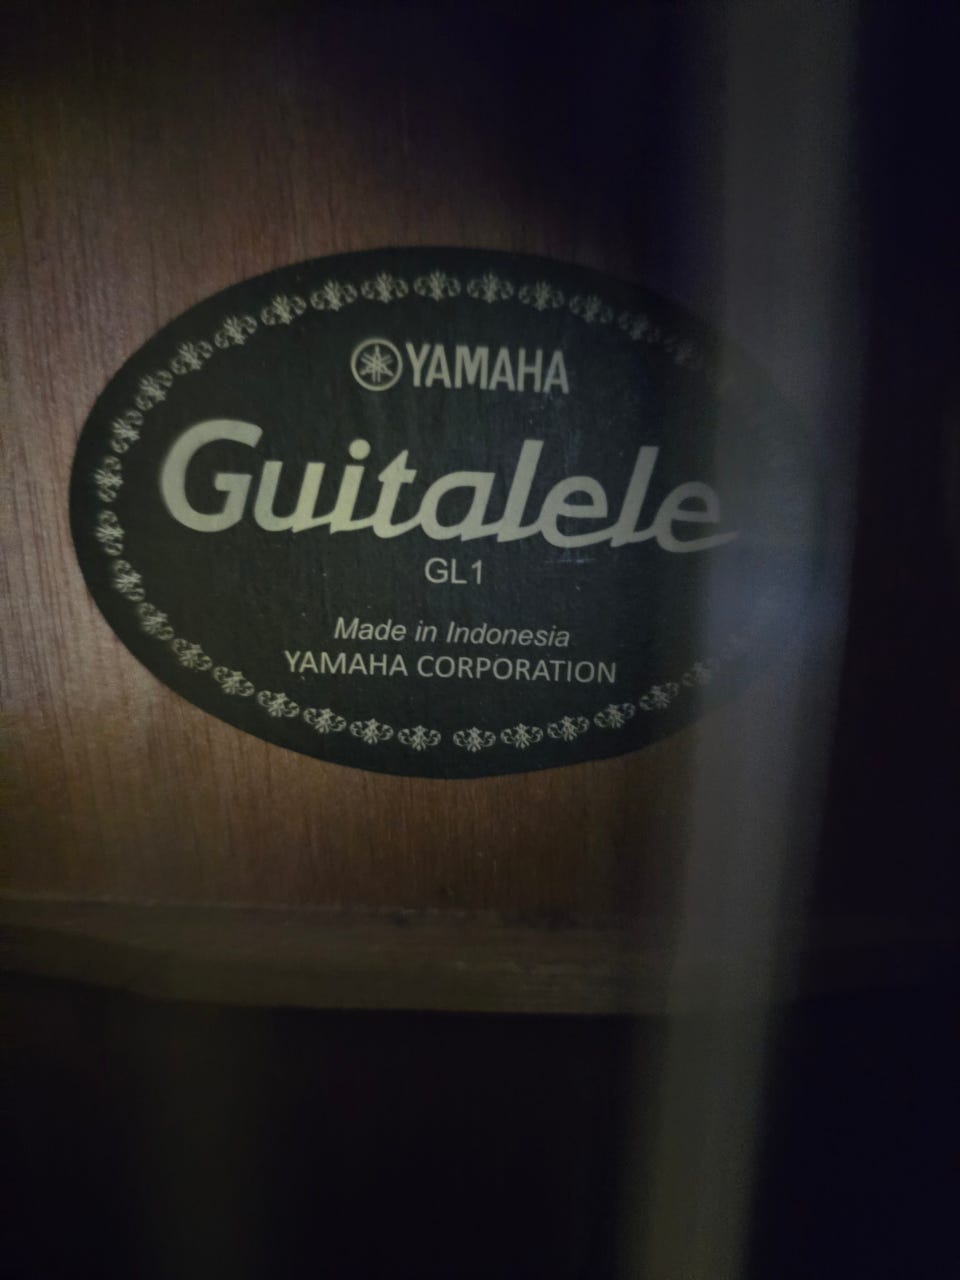 YAMAHA
Guitalele
GL1
Made in Indonesia
YAMAHA CORPORATION